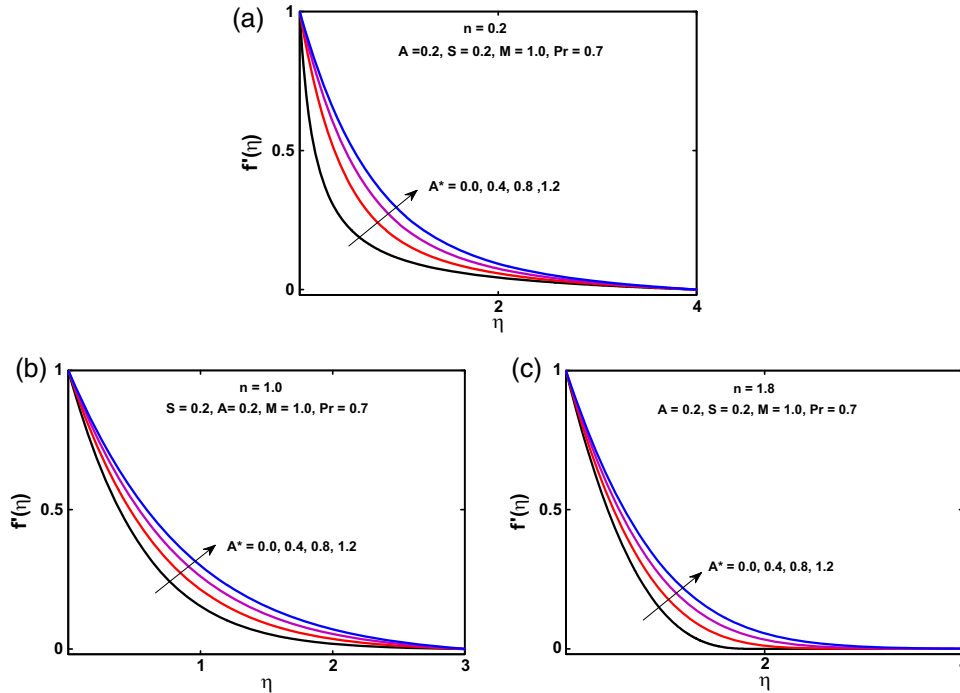 (a)
1
n = 0.2
A =0.2, S = 0.2, M = 1.0, Pr = 0.7
f'(η)
0.5
A* = 0.0, 0.4, 0.8 ,1.2
0
2
4
η
(b)
1
n = 1.0
S = 0.2, A= 0.2, M = 1.0, Pr = 0.7
f'(η)
0.5
A* = 0.0, 0.4, 0.8, 1.2
0
1
2
3
η
(c)
1
n = 1.8
A = 0.2, S = 0.2, M = 1.0, Pr = 0.7
f'(η)
0.5
A* = 0.0, 0.4, 0.8, 1.2
0
2
η